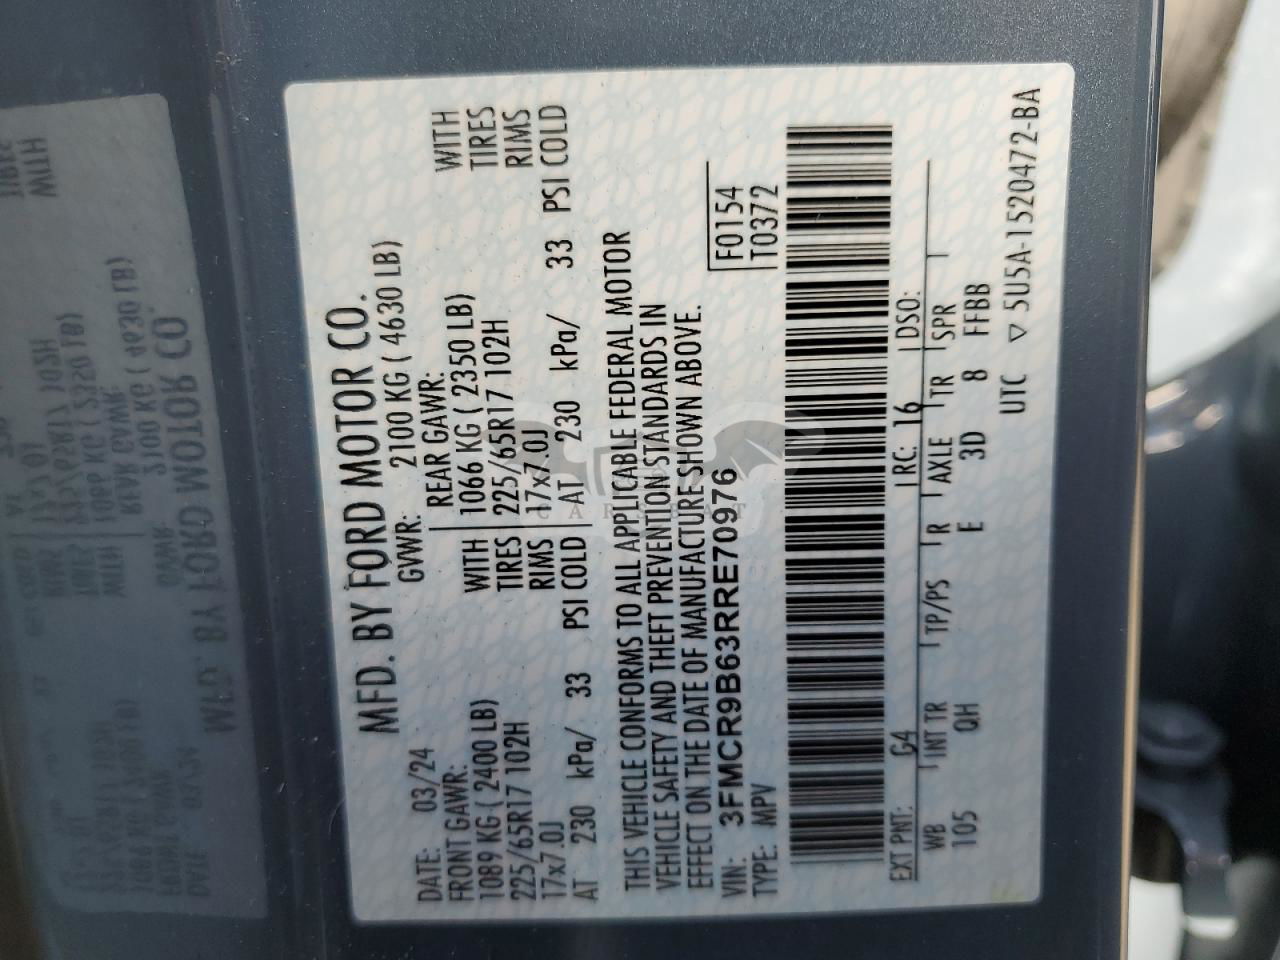 MFD. BY FORD MOTOR CO.
DATE: 03/24 GVWR: 2100 KG ( 4630 LB)
FRONT GAWR: REAR GAWR:
1089 KG ( 2400 LB) WITH 1066 KG ( 2350 LB) WITH
225/65R17 102H TIRES 225/65R17 102H TIRES
17x7.0J RIMS 17x7.0J RIMS
AT 230 kPa/ 33 PSI COLD AT 230 kPa/ 33 PSI COLD
THIS VEHICLE CONFORMS TO ALL APPLICABLE FEDERAL MOTOR
VEHICLE SAFETY AND THEFT PREVENTION STANDARDS IN
EFFECT ON THE DATE OF MANUFACTURE SHOWN ABOVE.
VIN: 3FMCR9B63RRE70976 F0154
TYPE: MPV T0372
EXT PNT: G4 RC: 16 DSO:
WB INT TR TP/PS R AXLE TR SPR
105 QH E 3D 8 FFBB
UTC ▽ 5U5A-1520472-BA
CARSBAT